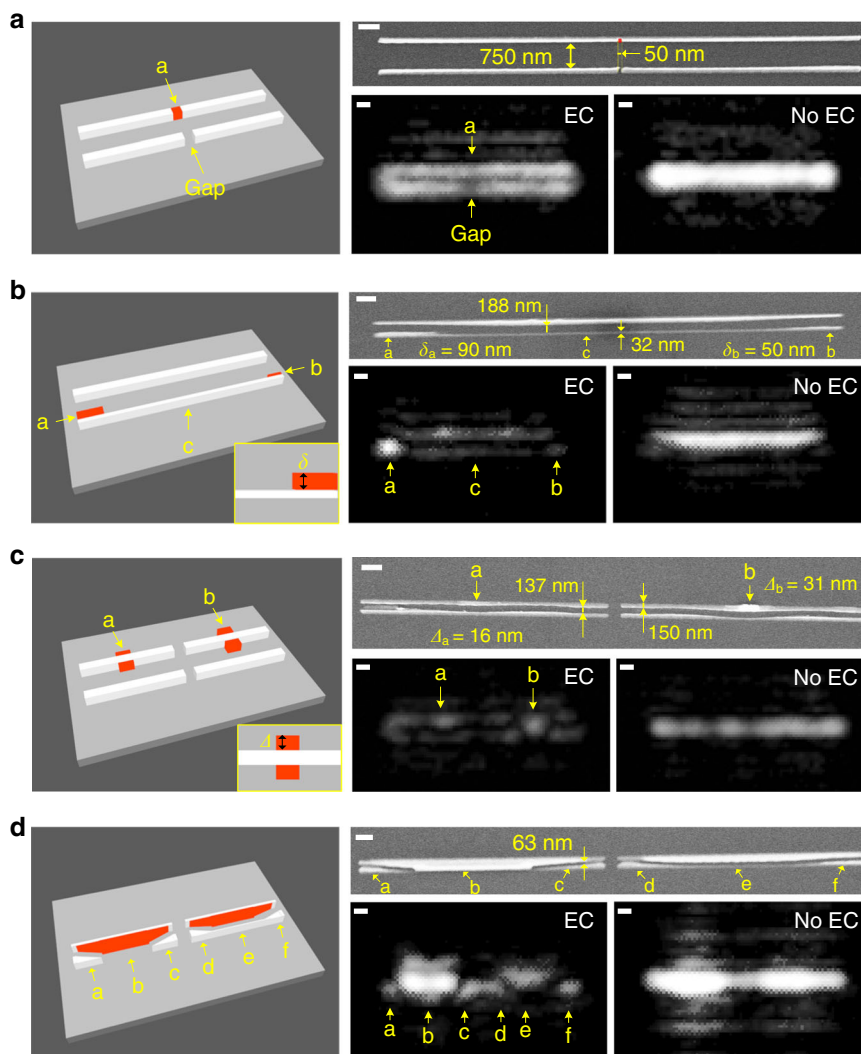 a
a
Gap
750 nm
50 nm
EC
a
Gap
No EC
b
a
b
c
δ
188 nm
a
δa = 90 nm
c
32 nm
δb = 50 nm
b
EC
a
c
b
No EC
c
a
b
Δ
a
137 nm
Δa = 16 nm
b
Δb = 31 nm
150 nm
EC
a
b
No EC
d
a
b
c
d
e
f
63 nm
a
b
c
d
e
f
EC
a
b
c
d
e
f
No EC